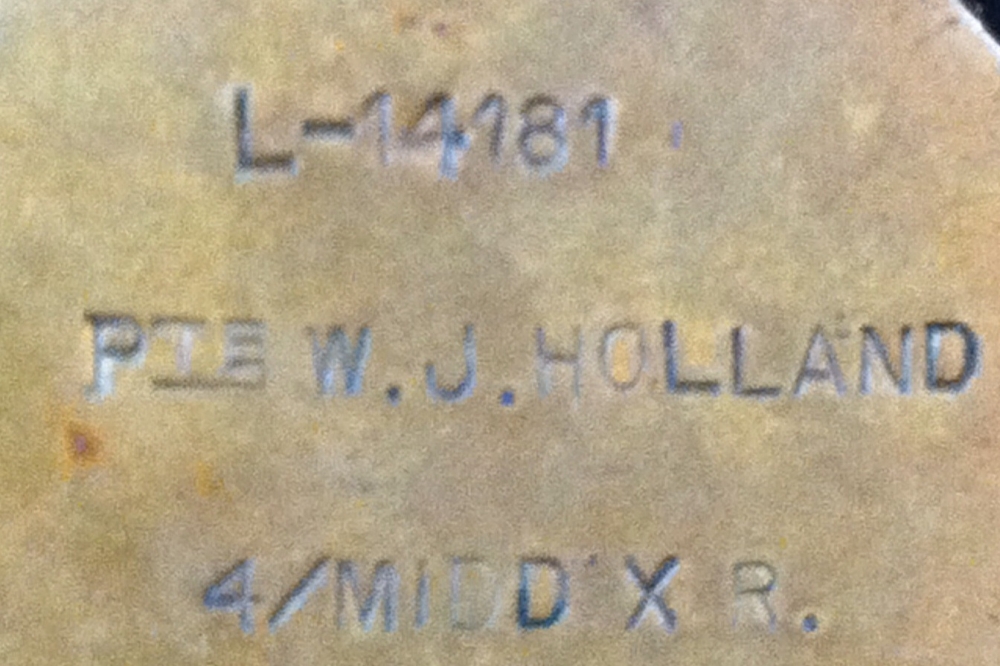 L-14181
PTE W.J.HOLLAND
4/MIDD'X R.